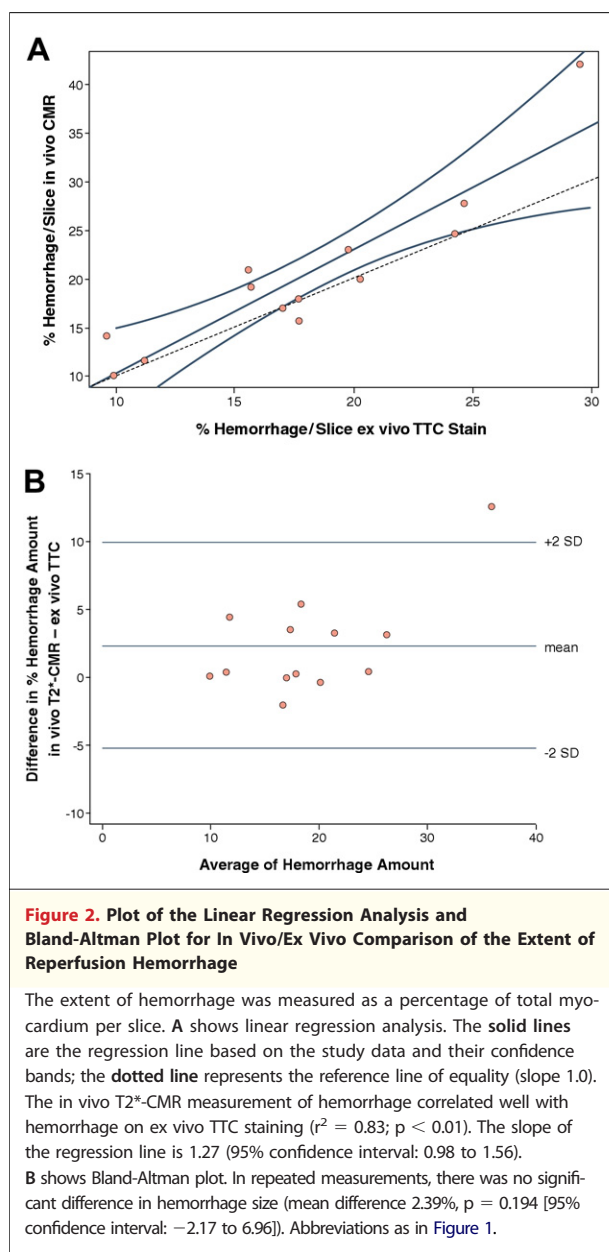 A
% Hemorrhage/Slice in vivo CMR
40
35
30
25
20
15
10
10 15 20 25 30
% Hemorrhage/Slice ex vivo TTC Stain
B
Difference in % Hemorrhage Amount
in vivo T2*-CMR – ex vivo TTC
15
10
5
0
-5
-10
+2 SD
mean
-2 SD
0 10 20 30 40
Average of Hemorrhage Amount
Figure 2. Plot of the Linear Regression Analysis and
Bland-Altman Plot for In Vivo/Ex Vivo Comparison of the Extent of
Reperfusion Hemorrhage
The extent of hemorrhage was measured as a percentage of total myo-
cardium per slice. A shows linear regression analysis. The solid lines
are the regression line based on the study data and their confidence
bands; the dotted line represents the reference line of equality (slope 1.0).
The in vivo T2*-CMR measurement of hemorrhage correlated well with
hemorrhage on ex vivo TTC staining (r² = 0.83; p < 0.01). The slope of
the regression line is 1.27 (95% confidence interval: 0.98 to 1.56).
B shows Bland-Altman plot. In repeated measurements, there was no signifi-
cant difference in hemorrhage size (mean difference 2.39%, p = 0.194 [95%
confidence interval: −2.17 to 6.96]). Abbreviations as in Figure 1.